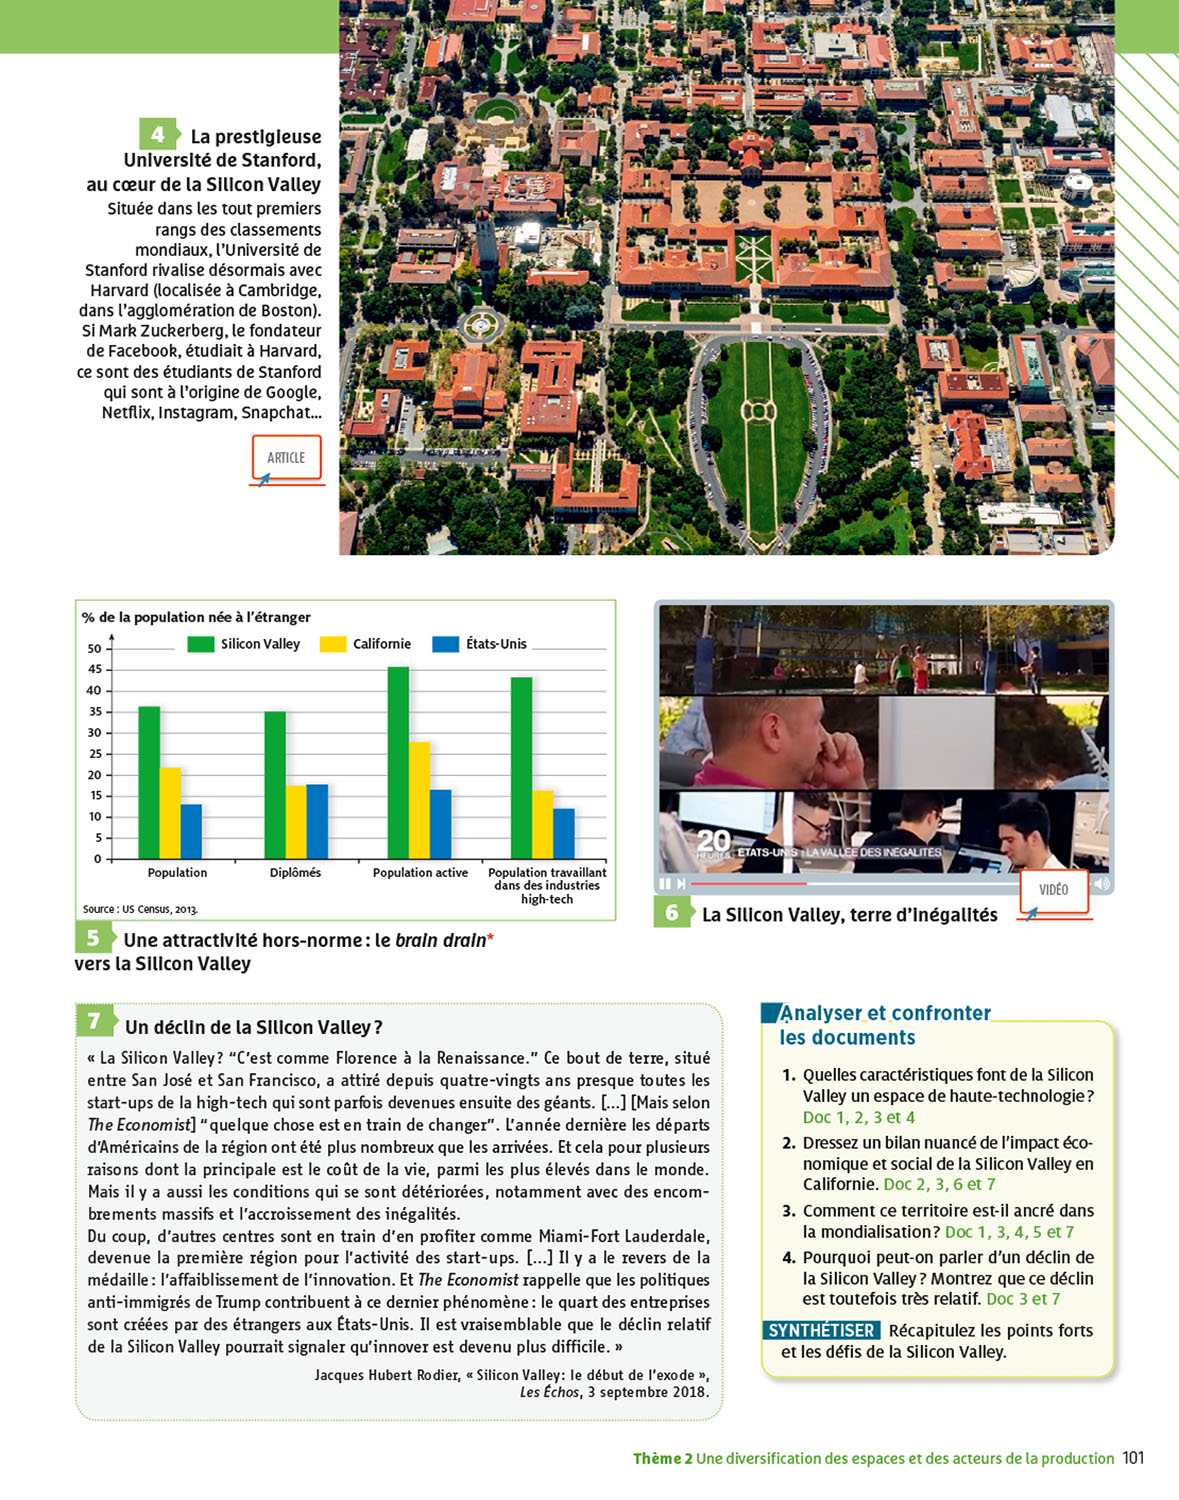 4 La prestigieuse
Université de Stanford,
au cœur de la Silicon Valley
Située dans les tout premiers
rangs des classements
mondiaux, l'Université de
Stanford rivalise désormais avec
Harvard (localisée à Cambridge,
dans l'agglomération de Boston).
Si Mark Zuckerberg, le fondateur
de Facebook, étudiait à Harvard,
ce sont des étudiants de Stanford
qui sont à l'origine de Google,
Netflix, Instagram, Snapchat...
ARTICLE
% de la population née à l'étranger
Silicon Valley Californie États-Unis
50
45
40
35
30
25
20
15
10
5
0
Population Diplômés Population active Population travaillant
dans des industries
high-tech
Source : US Census, 2013.
5 Une attractivité hors-norme : le brain drain*
vers la Silicon Valley
20
HEURES ÉTATS-UNIS : LA VALLÉE DES INÉGALITÉS
VIDÉO
6 La Silicon Valley, terre d'inégalités
7 Un déclin de la Silicon Valley ?
« La Silicon Valley ? “C'est comme Florence à la Renaissance.” Ce bout de terre, situé
entre San José et San Francisco, a attiré depuis quatre-vingts ans presque toutes les
start-ups de la high-tech qui sont parfois devenues ensuite des géants. [...] [Mais selon
The Economist] “quelque chose est en train de changer”. L'année dernière les départs
d'Américains de la région ont été plus nombreux que les arrivées. Et cela pour plusieurs
raisons dont la principale est le coût de la vie, parmi les plus élevés dans le monde.
Mais il y a aussi les conditions qui se sont détériorées, notamment avec des encom-
brements massifs et l'accroissement des inégalités.
Du coup, d'autres centres sont en train d'en profiter comme Miami-Fort Lauderdale,
devenue la première région pour l'activité des start-ups. [...] Il y a le revers de la
médaille : l'affaiblissement de l'innovation. Et The Economist rappelle que les politiques
anti-immigrés de Trump contribuent à ce dernier phénomène : le quart des entreprises
sont créées par des étrangers aux États-Unis. Il est vraisemblable que le déclin relatif
de la Silicon Valley pourrait signaler qu'innover est devenu plus difficile. »
Jacques Hubert Rodier, « Silicon Valley : le début de l'exode »,
Les Échos, 3 septembre 2018.
Analyser et confronter
les documents
1. Quelles caractéristiques font de la Silicon
Valley un espace de haute-technologie ?
Doc 1, 2, 3 et 4
2. Dressez un bilan nuancé de l'impact éco-
nomique et social de la Silicon Valley en
Californie. Doc 2, 3, 6 et 7
3. Comment ce territoire est-il ancré dans
la mondialisation ? Doc 1, 3, 4, 5 et 7
4. Pourquoi peut-on parler d'un déclin de
la Silicon Valley ? Montrez que ce déclin
est toutefois très relatif. Doc 3 et 7
SYNTHÉTISER Récapitulez les points forts
et les défis de la Silicon Valley.
Thème 2 Une diversification des espaces et des acteurs de la production 101